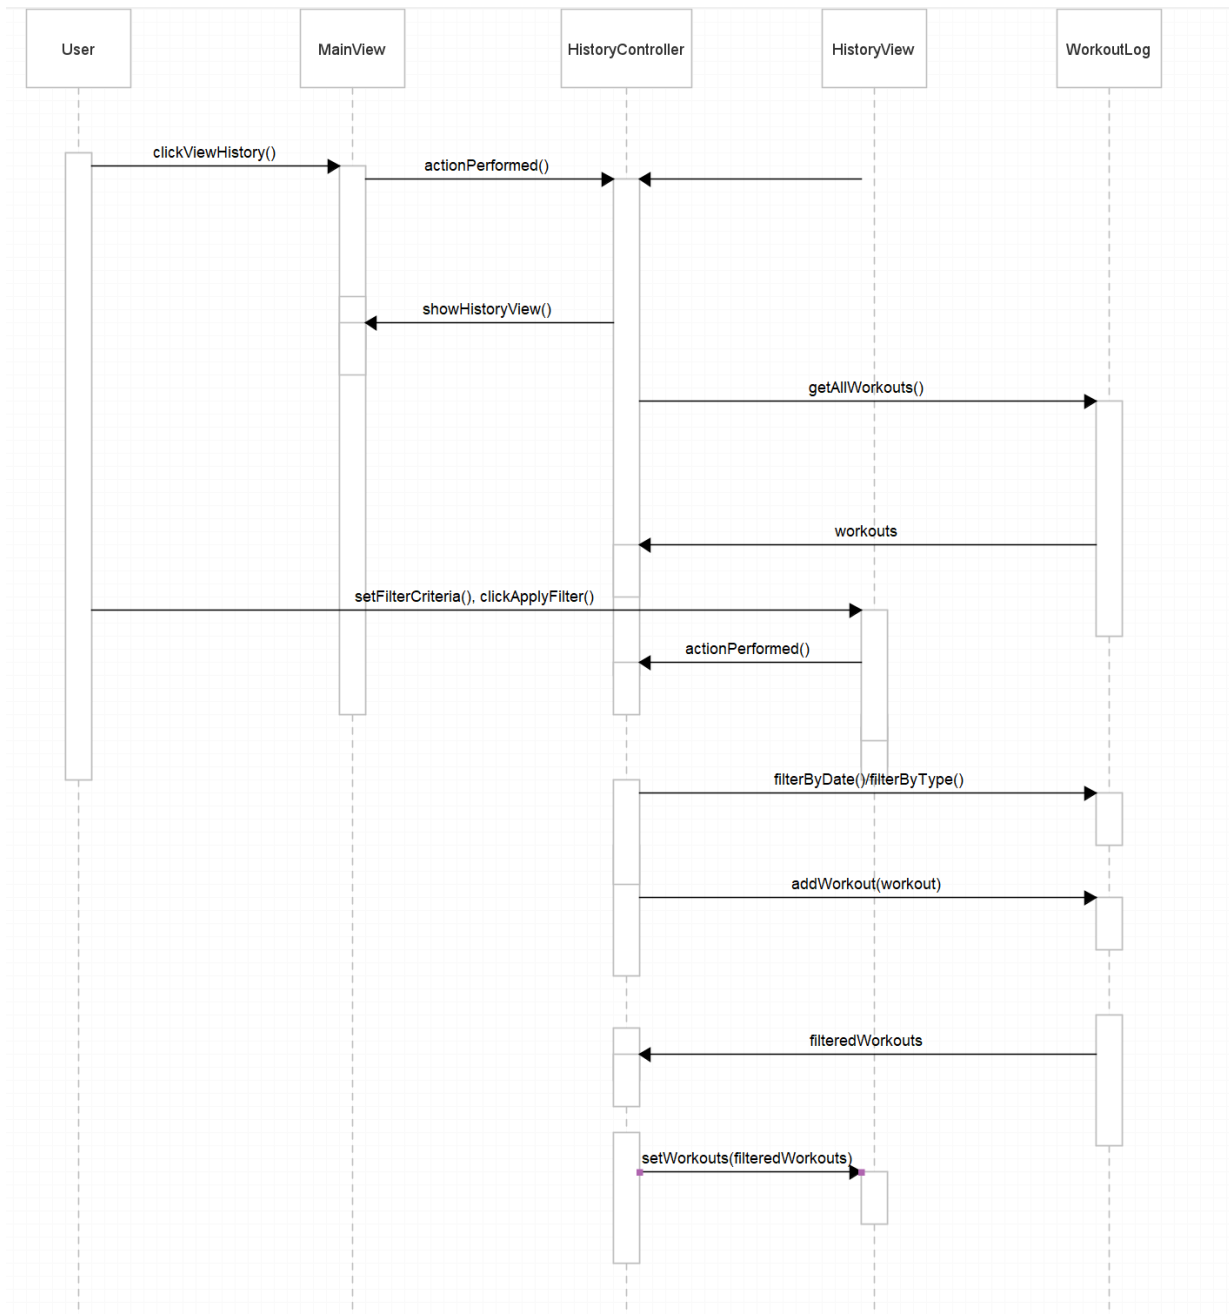 User
MainView
HistoryController
HistoryView
WorkoutLog
clickViewHistory()
actionPerformed()
showHistoryView()
getAllWorkouts()
workouts
setFilterCriteria(), clickApplyFilter()
actionPerformed()
filterByDate()/filterByType()
addWorkout(workout)
filteredWorkouts
setWorkouts(filteredWorkouts)